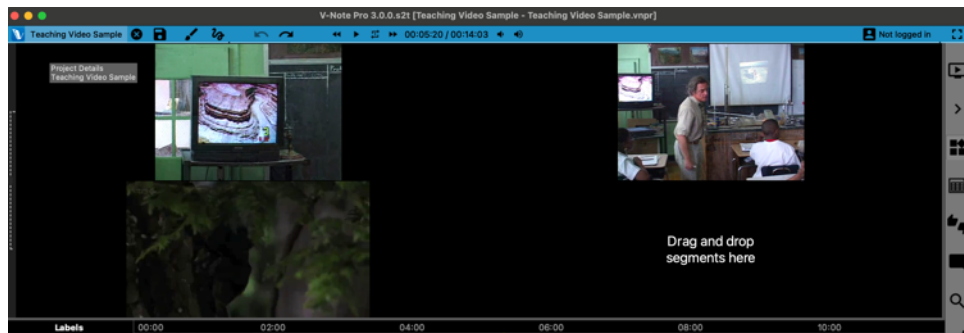 V-Note Pro 3.0.0.s2t [Teaching Video Sample - Teaching Video Sample.vnpr]
Teaching Video Sample
00:05:20 / 00:14:03
Not logged in
Project Details
Teaching Video Sample
Drag and drop
segments here
Labels 00:00 02:00 04:00 06:00 08:00 10:00